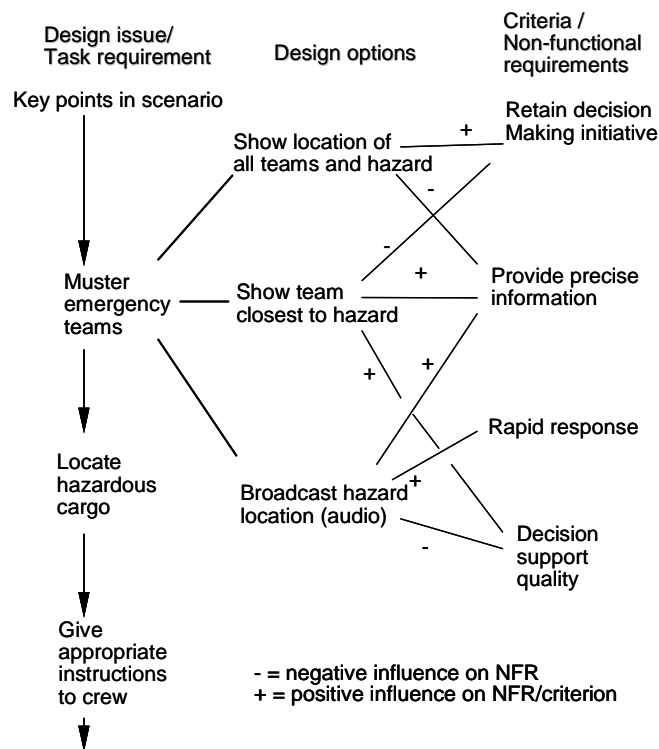 Design issue/
Task requirement
Design options
Criteria /
Non-functional
requirements
Key points in scenario
Retain decision
Making initiative
+
Show location of
all teams and hazard
-
-
Muster
emergency
teams
Show team
closest to hazard
+
Provide precise
information
+
+
Rapid response
Locate
hazardous
cargo
Broadcast hazard
location (audio)
+
-
Decision
support
quality
Give
appropriate
instructions
to crew
- = negative influence on NFR
+ = positive influence on NFR/criterion